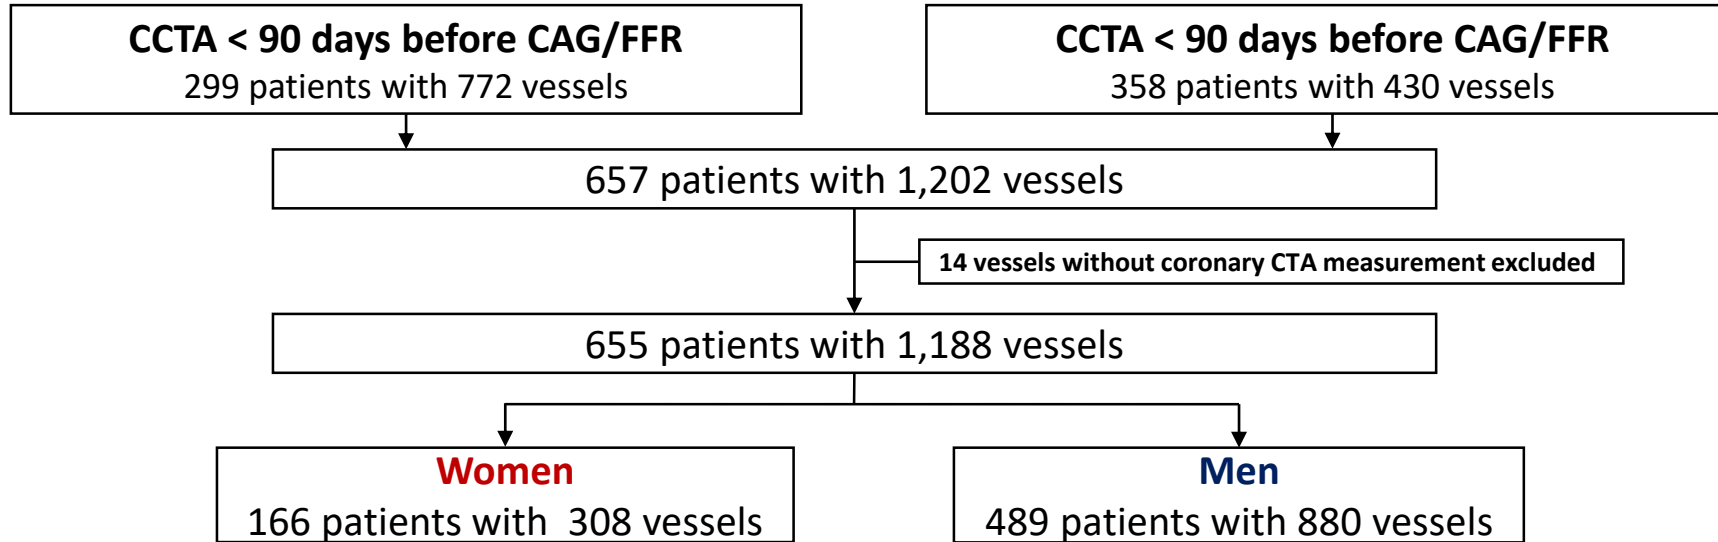 CCTA < 90 days before CAG/FFR
299 patients with 772 vessels
CCTA < 90 days before CAG/FFR
358 patients with 430 vessels
657 patients with 1,202 vessels
14 vessels without coronary CTA measurement excluded
655 patients with 1,188 vessels
Women
166 patients with 308 vessels
Men
489 patients with 880 vessels